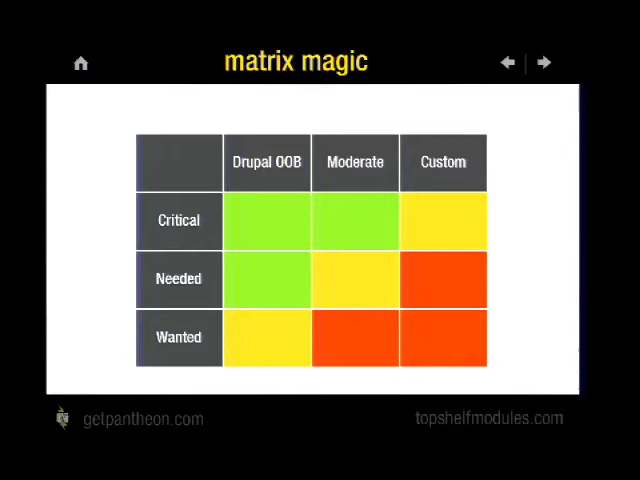 matrix magic
Drupal OOB Moderate Custom
Critical
Needed
Wanted
getpantheon.com topshelfmodules.com